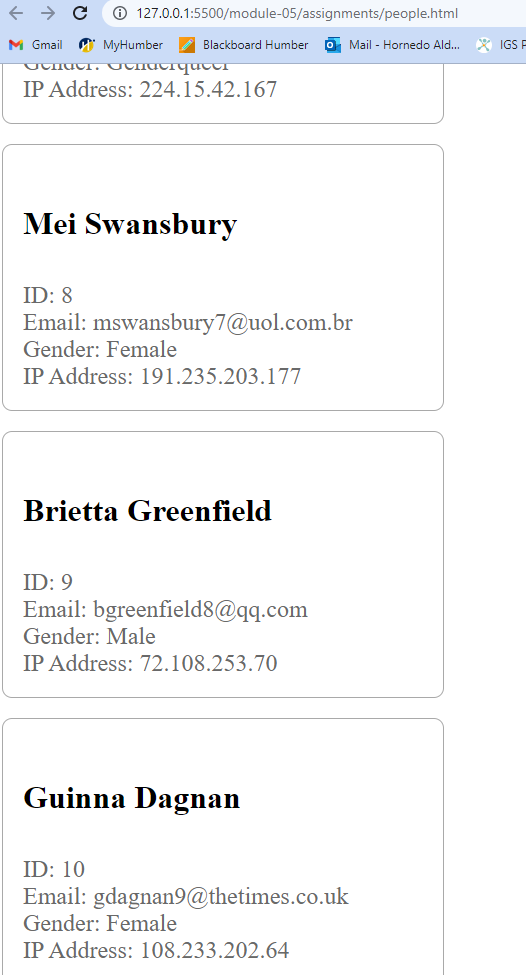 127.0.0.1:5500/module-05/assignments/people.html
Gmail MyHumber Blackboard Humber Mail - Hornedo Ald... IGS F
Gender: Genderqueer
IP Address: 224.15.42.167
Mei Swansbury
ID: 8
Email: mswansbury7@uol.com.br
Gender: Female
IP Address: 191.235.203.177
Brietta Greenfield
ID: 9
Email: bgreenfield8@qq.com
Gender: Male
IP Address: 72.108.253.70
Guinna Dagnan
ID: 10
Email: gdagnan9@thetimes.co.uk
Gender: Female
IP Address: 108.233.202.64